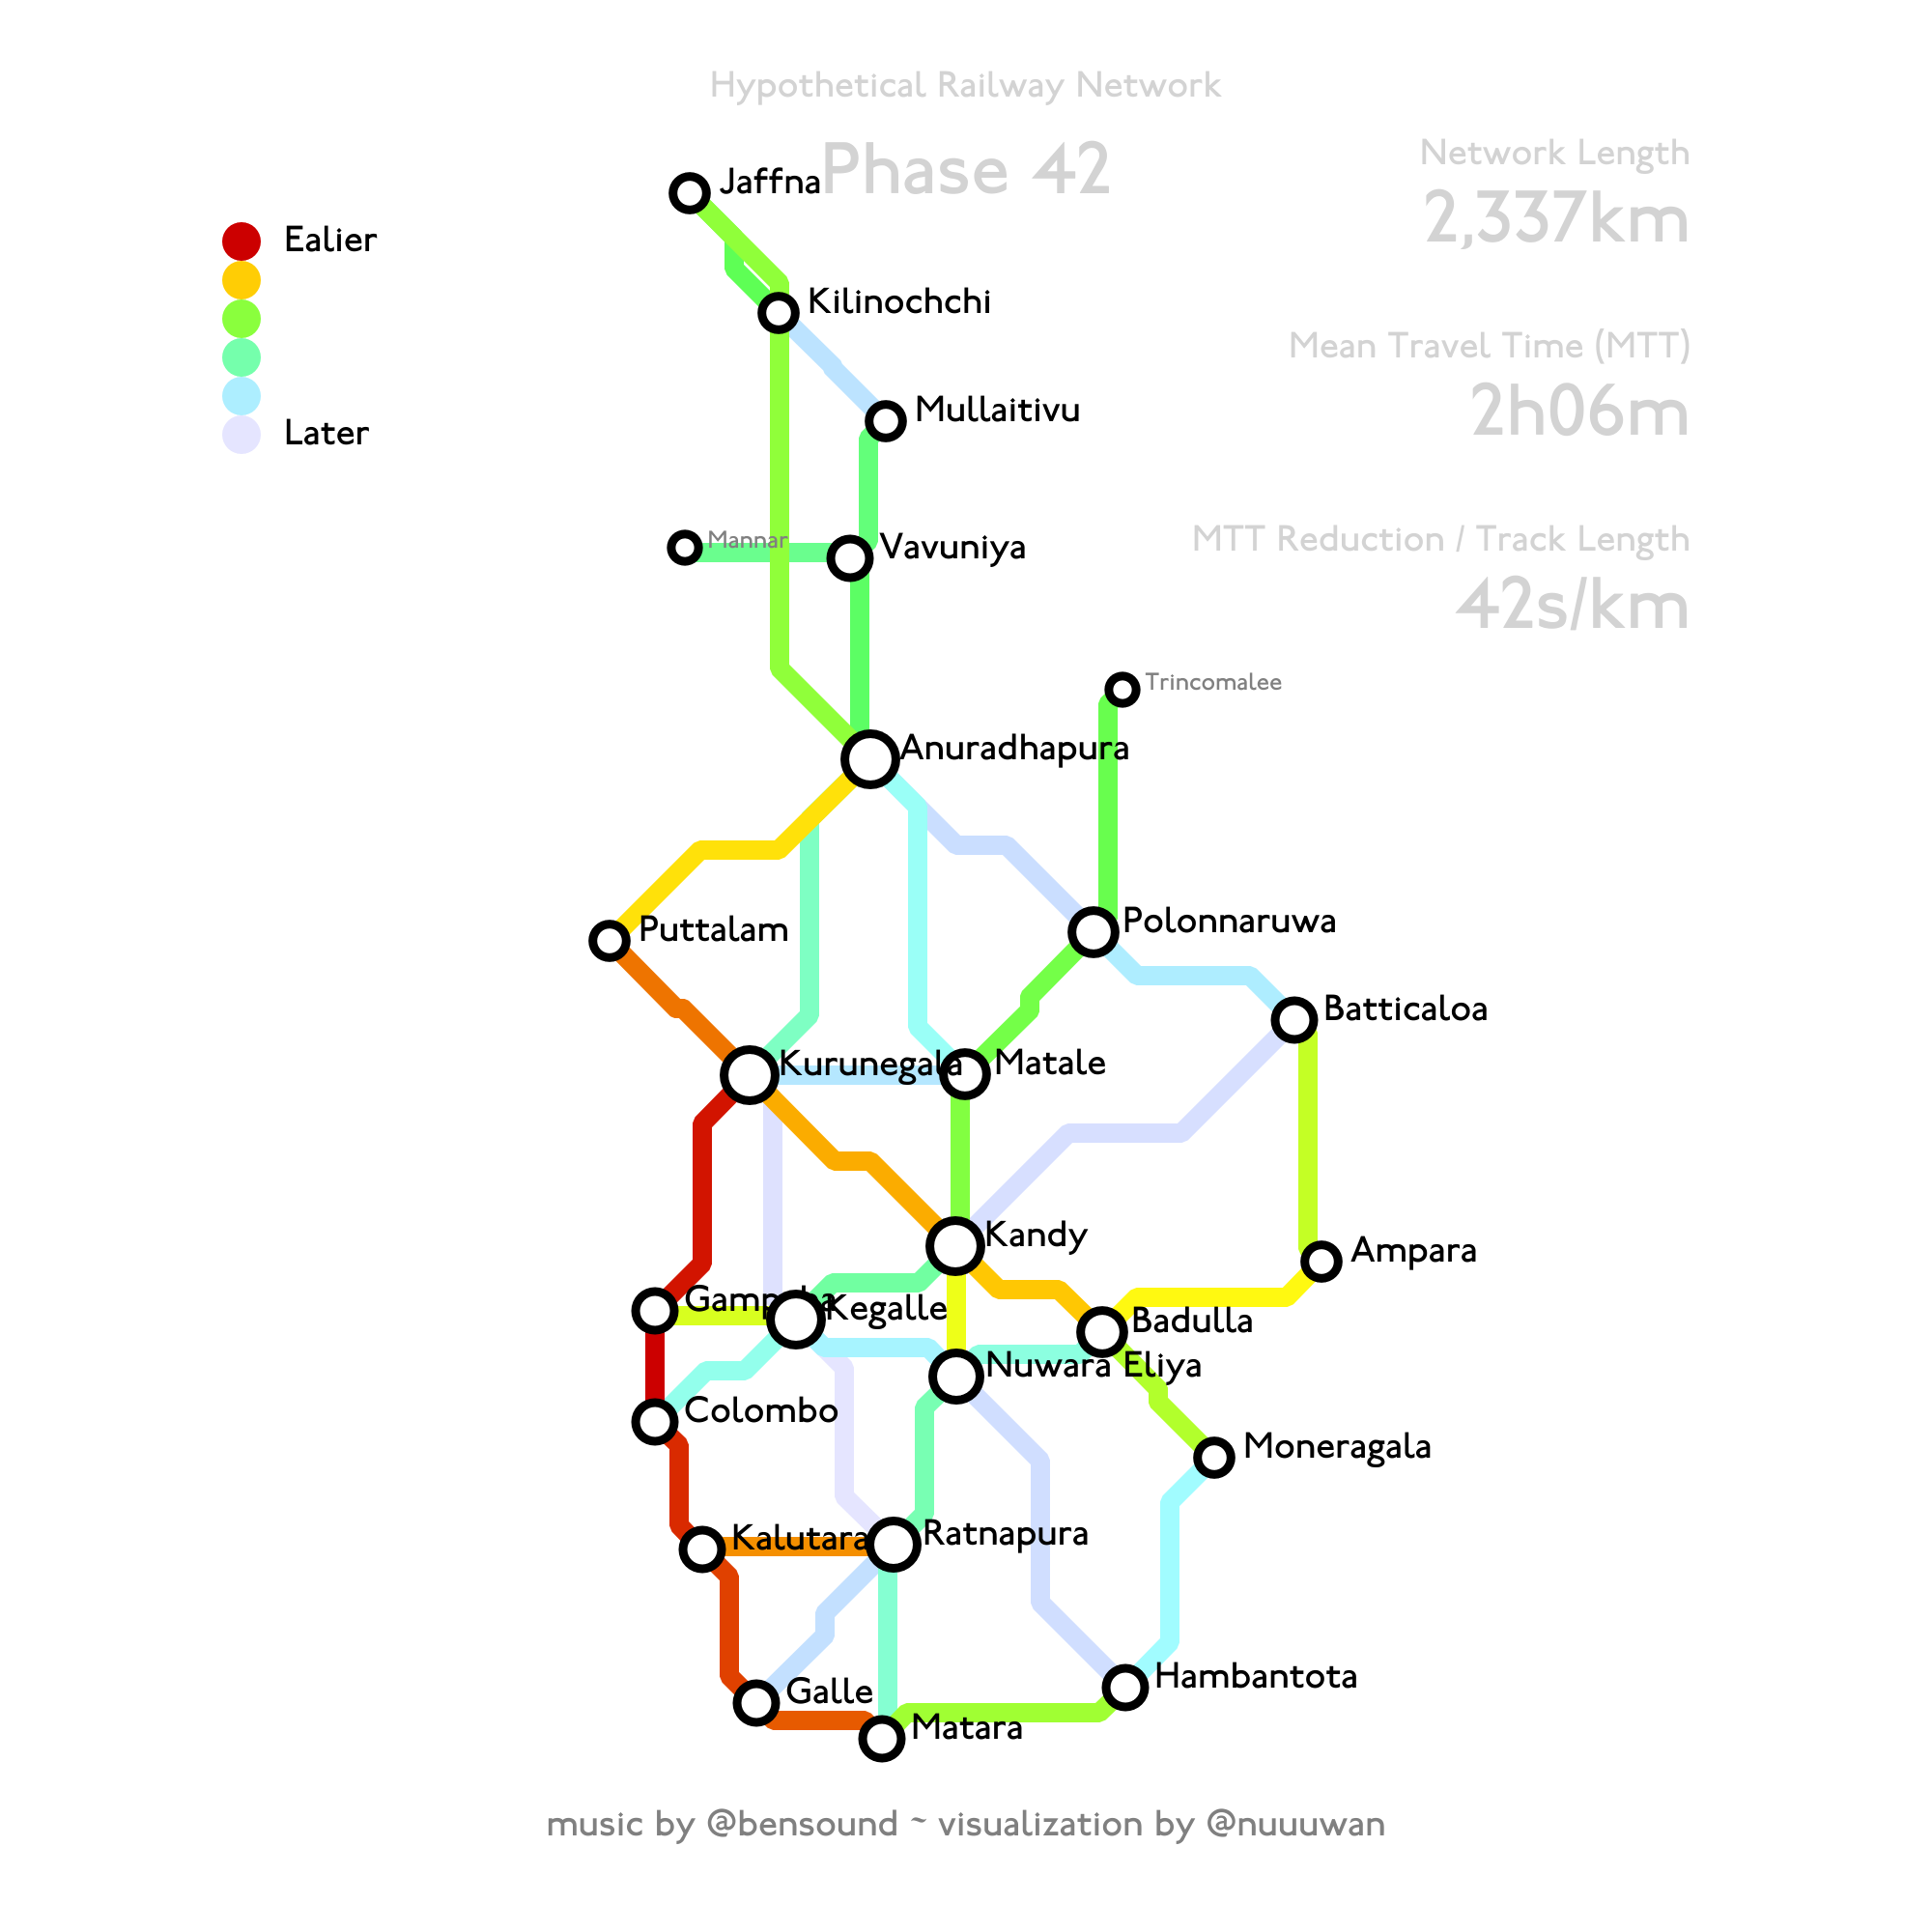 Hypothetical Railway Network
Phase 42
Network Length
2,337km
Mean Travel Time (MTT)
2h06m
MTT Reduction / Track Length
42s/km
Ealier
Later
Jaffna
Kilinochchi
Mullaitivu
Mannar
Vavuniya
Trincomalee
Anuradhapura
Puttalam
Polonnaruwa
Batticaloa
Kurunegala
Matale
Kandy
Ampara
Gampaha
Kegalle
Badulla
Nuwara Eliya
Colombo
Moneragala
Kalutara
Ratnapura
Galle
Hambantota
Matara
music by @bensound ~ visualization by @nuuuwan